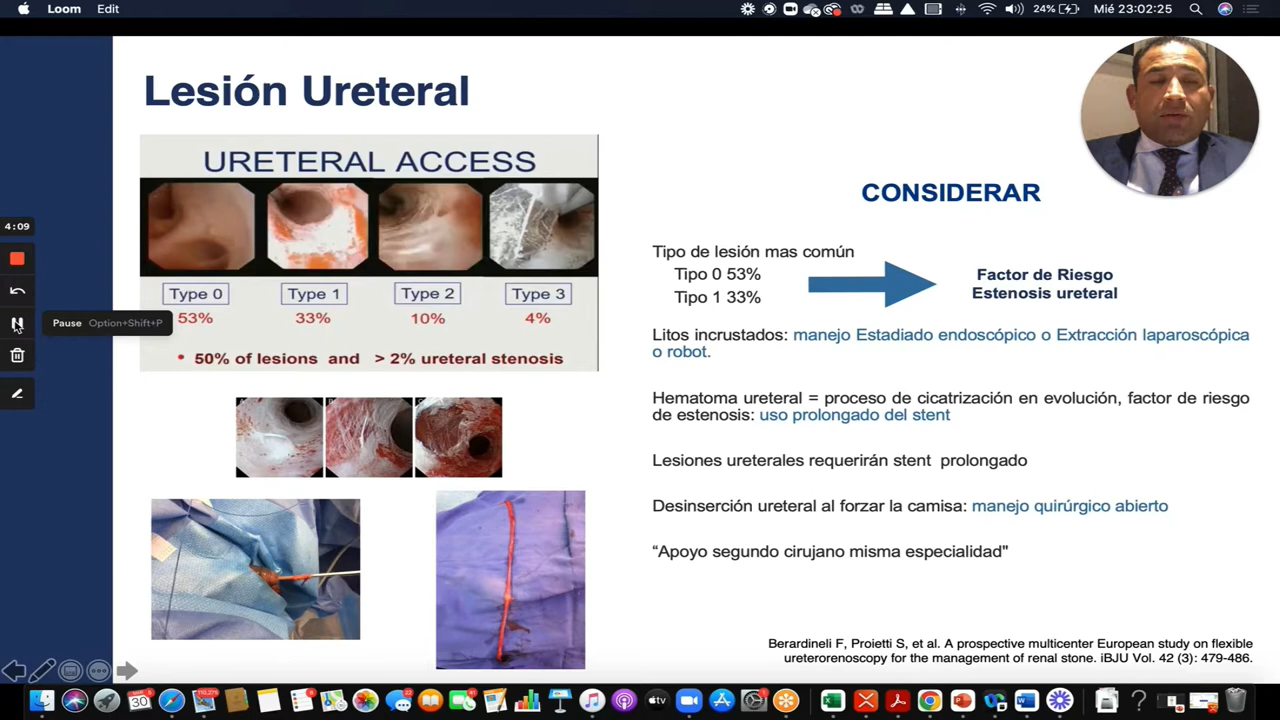 Loom Edit
24% Mié 23:02:25
Lesión Ureteral
URETERAL ACCESS
Type 0 Type 1 Type 2 Type 3
53% 33% 10% 4%
• 50% of lesions and > 2% ureteral stenosis
4:09
Pause Option+Shift+P
CONSIDERAR
Tipo de lesión mas común
Tipo 0 53%
Tipo 1 33%
Factor de Riesgo
Estenosis ureteral
Litos incrustados: manejo Estadiado endoscópico o Extracción laparoscópica
o robot.
Hematoma ureteral = proceso de cicatrización en evolución, factor de riesgo
de estenosis: uso prolongado del stent
Lesiones ureterales requerirán stent prolongado
Desinserción ureteral al forzar la camisa: manejo quirúrgico abierto
“Apoyo segundo cirujano misma especialidad"
Berardineli F, Proietti S, et al. A prospective multicenter European study on flexible
ureterorenoscopy for the management of renal stone. iBJU Vol. 42 (3): 479-486.
30